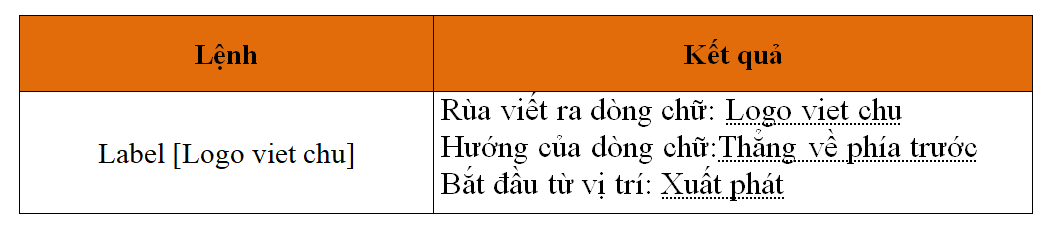 Lệnh
Kết quả
Label [Logo viet chu]
Rùa viết ra dòng chữ: Logo viet chu
Hướng của dòng chữ:Thẳng về phía trước
Bắt đầu từ vị trí: Xuất phát